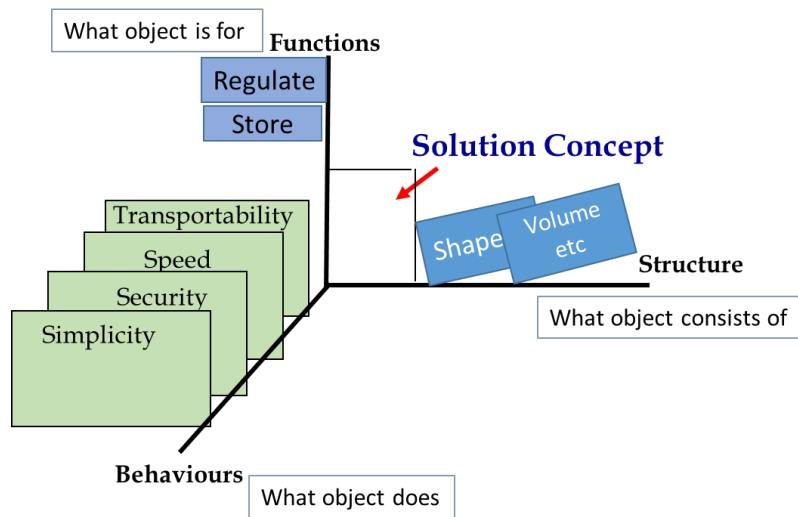 What object is for
Functions
Regulate
Store
Solution Concept
Transportability
Speed
Security
Simplicity
Shape
Volume
etc
Structure
What object consists of
Behaviours
What object does